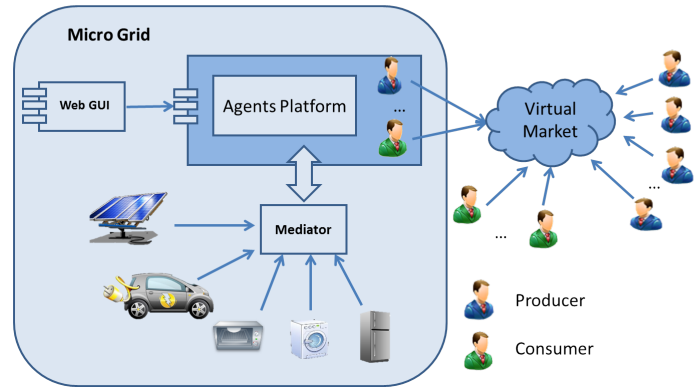 Micro Grid
Web GUI
Agents Platform
...
Virtual
Market
...
Mediator
...
Producer
Consumer